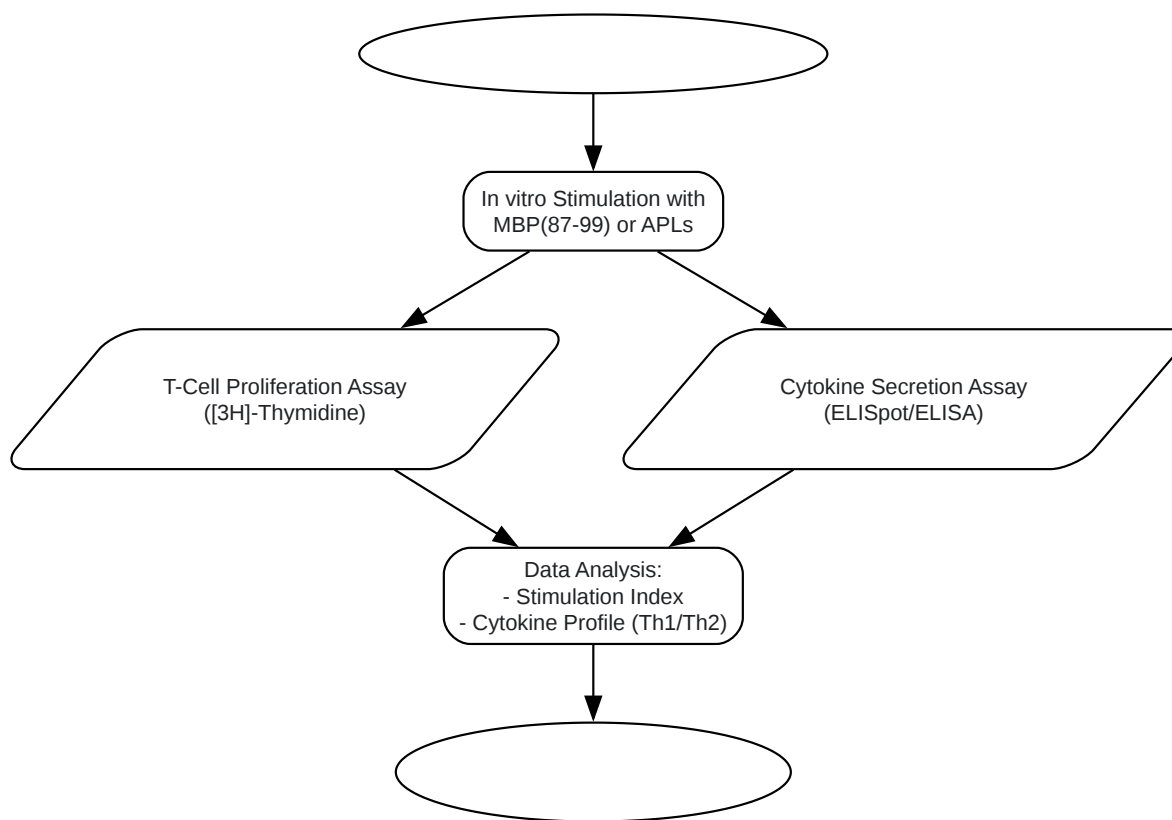 In vitro Stimulation with
MBP(87-99) or APLs
T-Cell Proliferation Assay
([3H]-Thymidine)
Cytokine Secretion Assay
(ELISpot/ELISA)
Data Analysis:
- Stimulation Index
- Cytokine Profile (Th1/Th2)